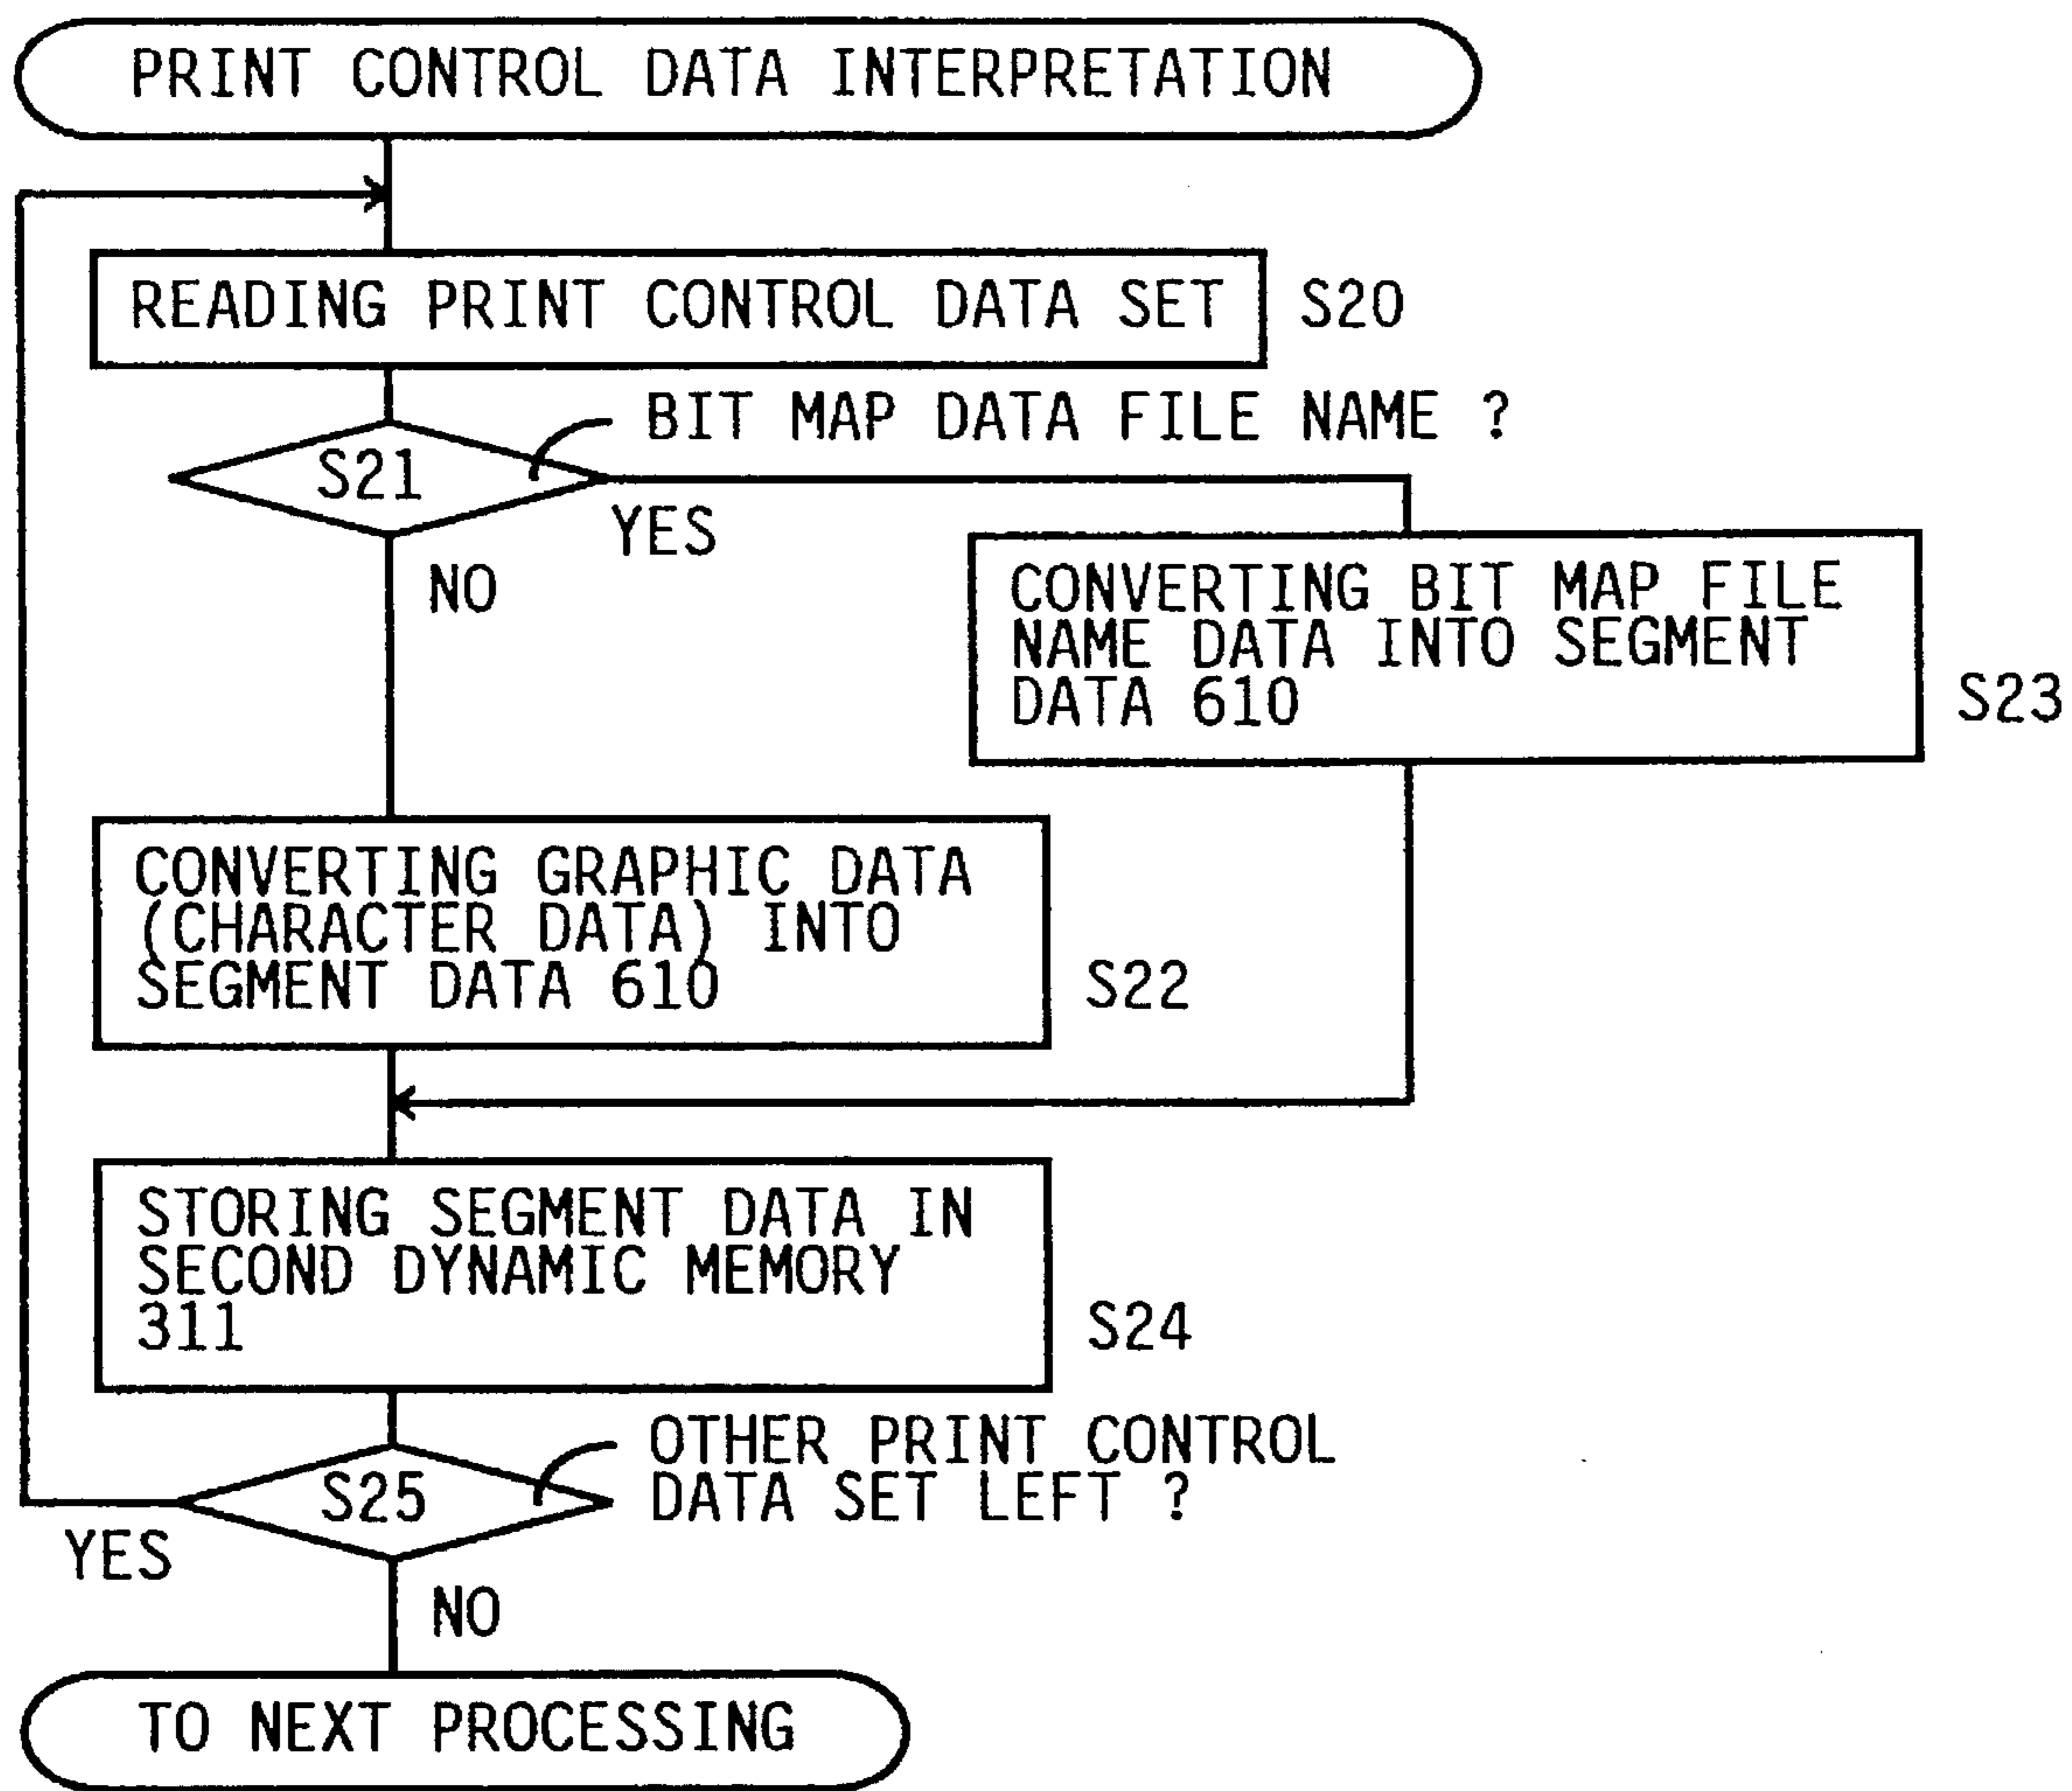 PRINT CONTROL DATA INTERPRETATION
READING PRINT CONTROL DATA SET
S20
BIT MAP DATA FILE NAME ?
S21
YES
NO
CONVERTING BIT MAP FILE
NAME DATA INTO SEGMENT
DATA 610
S23
CONVERTING GRAPHIC DATA
(CHARACTER DATA) INTO
SEGMENT DATA 610
S22
STORING SEGMENT DATA IN
SECOND DYNAMIC MEMORY
311
S24
OTHER PRINT CONTROL
DATA SET LEFT ?
S25
YES
NO
TO NEXT PROCESSING